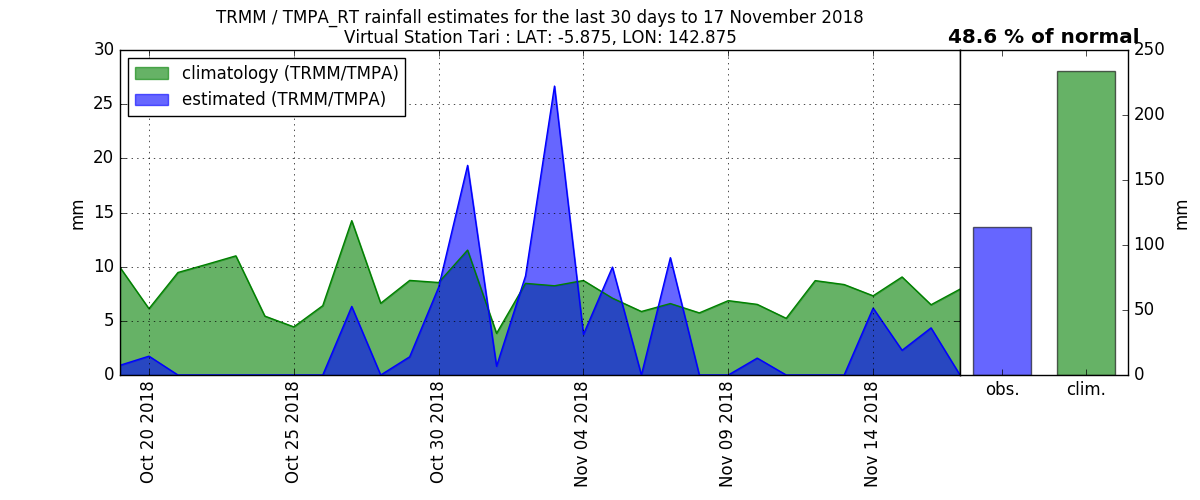 TRMM / TMPA_RT rainfall estimates for the last 30 days to 17 November 2018
Virtual Station Tari : LAT: -5.875, LON: 142.875
48.6 % of normal
climatology (TRMM/TMPA)
estimated (TRMM/TMPA)
mm
30
25
20
15
10
5
0
Oct 20 2018
Oct 25 2018
Oct 30 2018
Nov 04 2018
Nov 09 2018
Nov 14 2018
250
200
150
100
50
0
mm
obs.
clim.